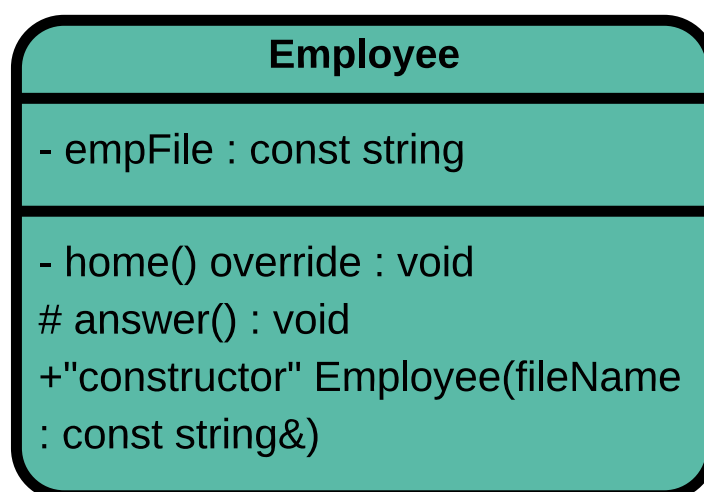 Employee
- empFile : const string
- home() override : void
# answer() : void
+"constructor" Employee(fileName
: const string&)